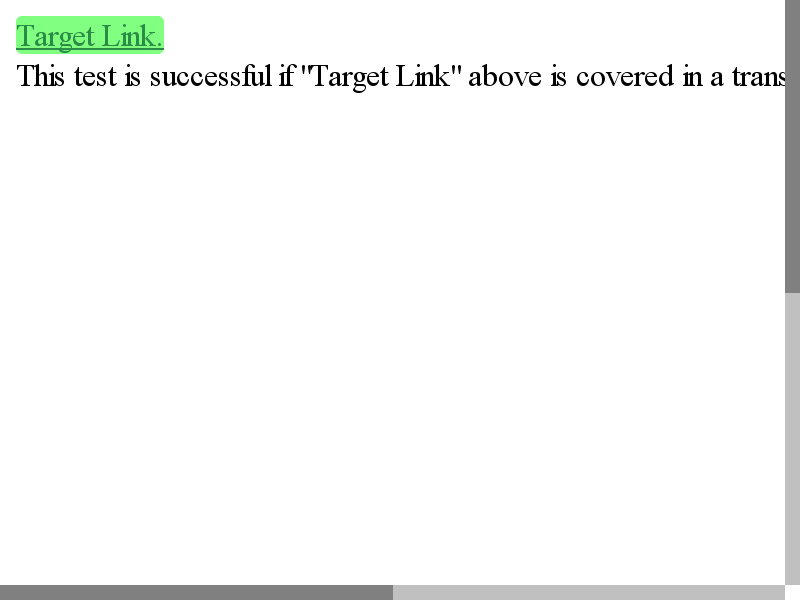 Target Link.
This test is successful if "Target Link" above is covered in a trans